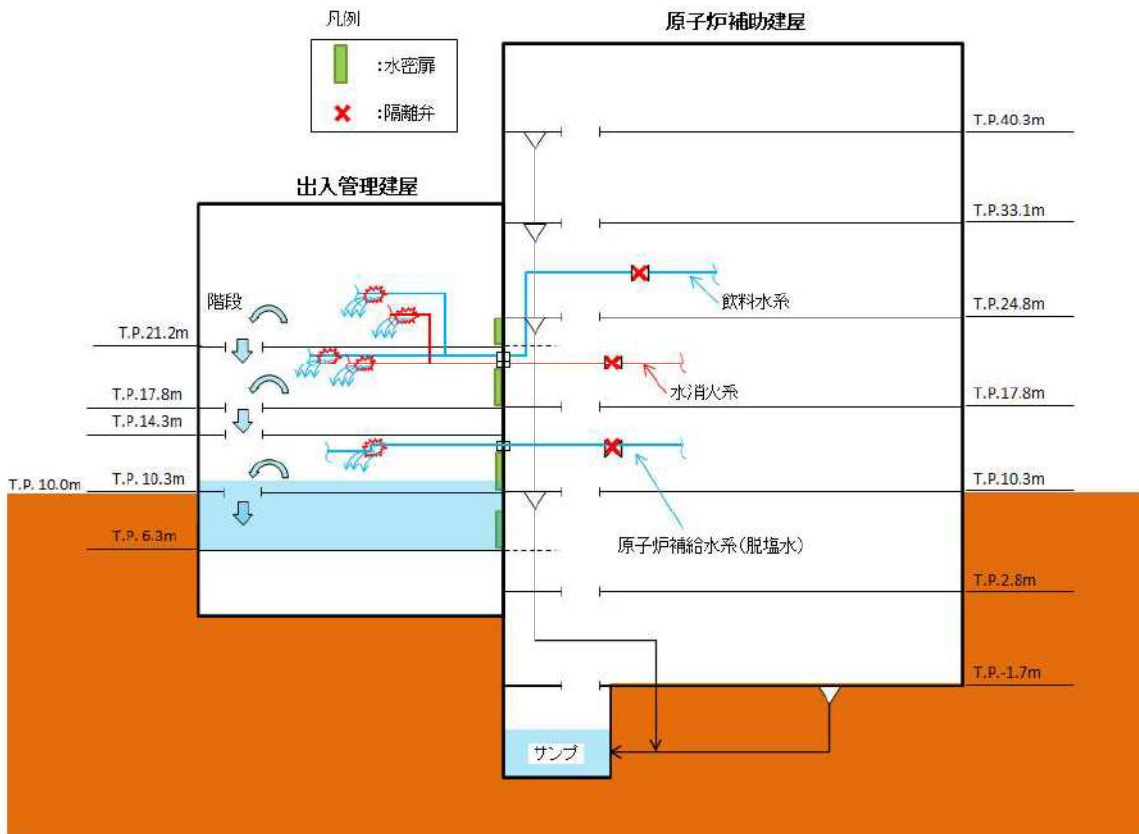 凡例
:水密扉
:隔離弁
原子炉補助建屋
出入管理建屋
T.P.40.3m
T.P.33.1m
階段
飲料水系
T.P.24.8m
T.P.21.2m
水消火系
T.P.17.8m
T.P.17.8m
T.P.14.3m
T.P. 10.0m
T.P. 10.3m
T.P.10.3m
原子炉補給水系(脱塩水)
T.P. 6.3m
T.P.2.8m
T.P.-1.7m
サンプ